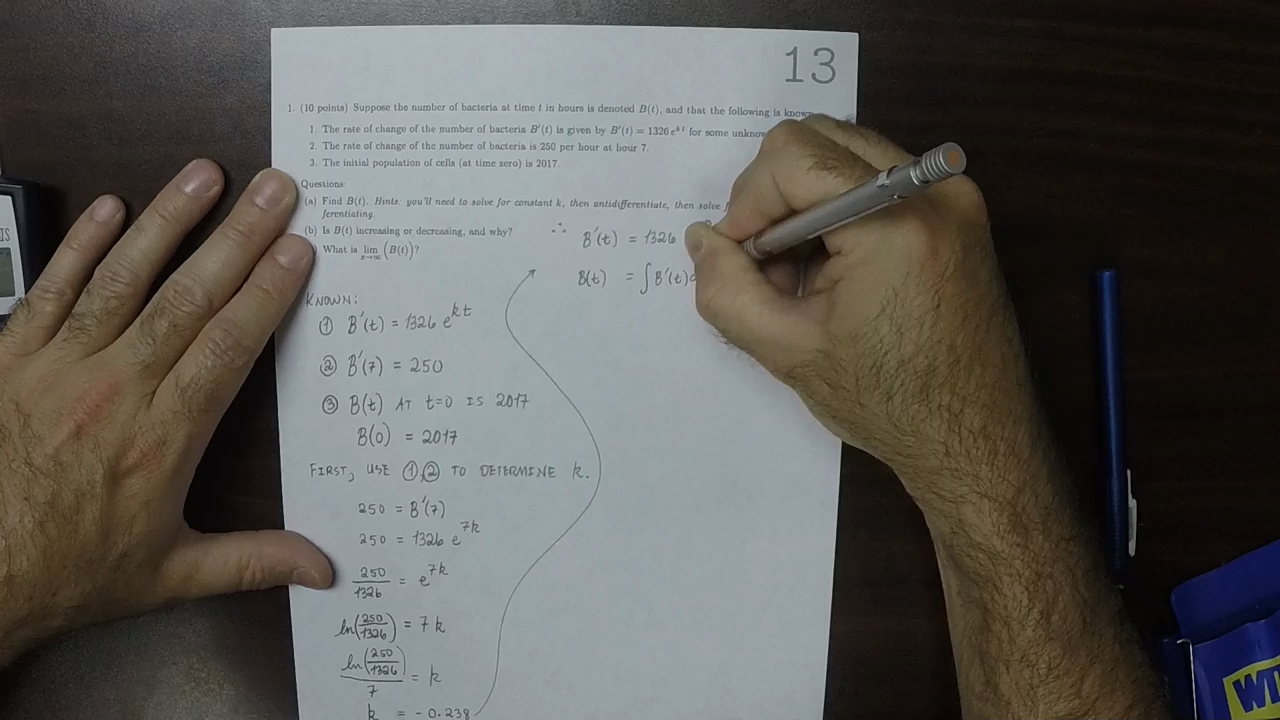 13
1. (10 points) Suppose the number of bacteria at time t in hours is denoted B(t), and that the following is known
1. The rate of change of the number of bacteria B′(t) is given by B′(t) = 1326 e^{kt} for some
2. The rate of change of the number of bacteria is 250 per hour at hour 7.
3. The initial population of cells (at time zero) is 2017.
Questions:
(a) Find B(t). Hints: you'll need to solve for constant k, then antidifferentiate, then solve
ferentiating.
(b) Is B(t) increasing or decreasing, and why?
) What is lim_{x→∞} (B(t))?
∴ B′(t) = 1326
B(t) = ∫B′(t)
KNOWN:
① B′(t) = 1326 e^{kt}
② B′(7) = 250
③ B(t) AT t=0 IS 2017
B(0) = 2017
FIRST, USE ①,② TO DETERMINE k.
250 = B′(7)
250 = 1326 e^{7k}
250/1326 = e^{7k}
ln(250/1326) = 7k
ln(250/1326)/7 = k
k = -0.238
IS
WI